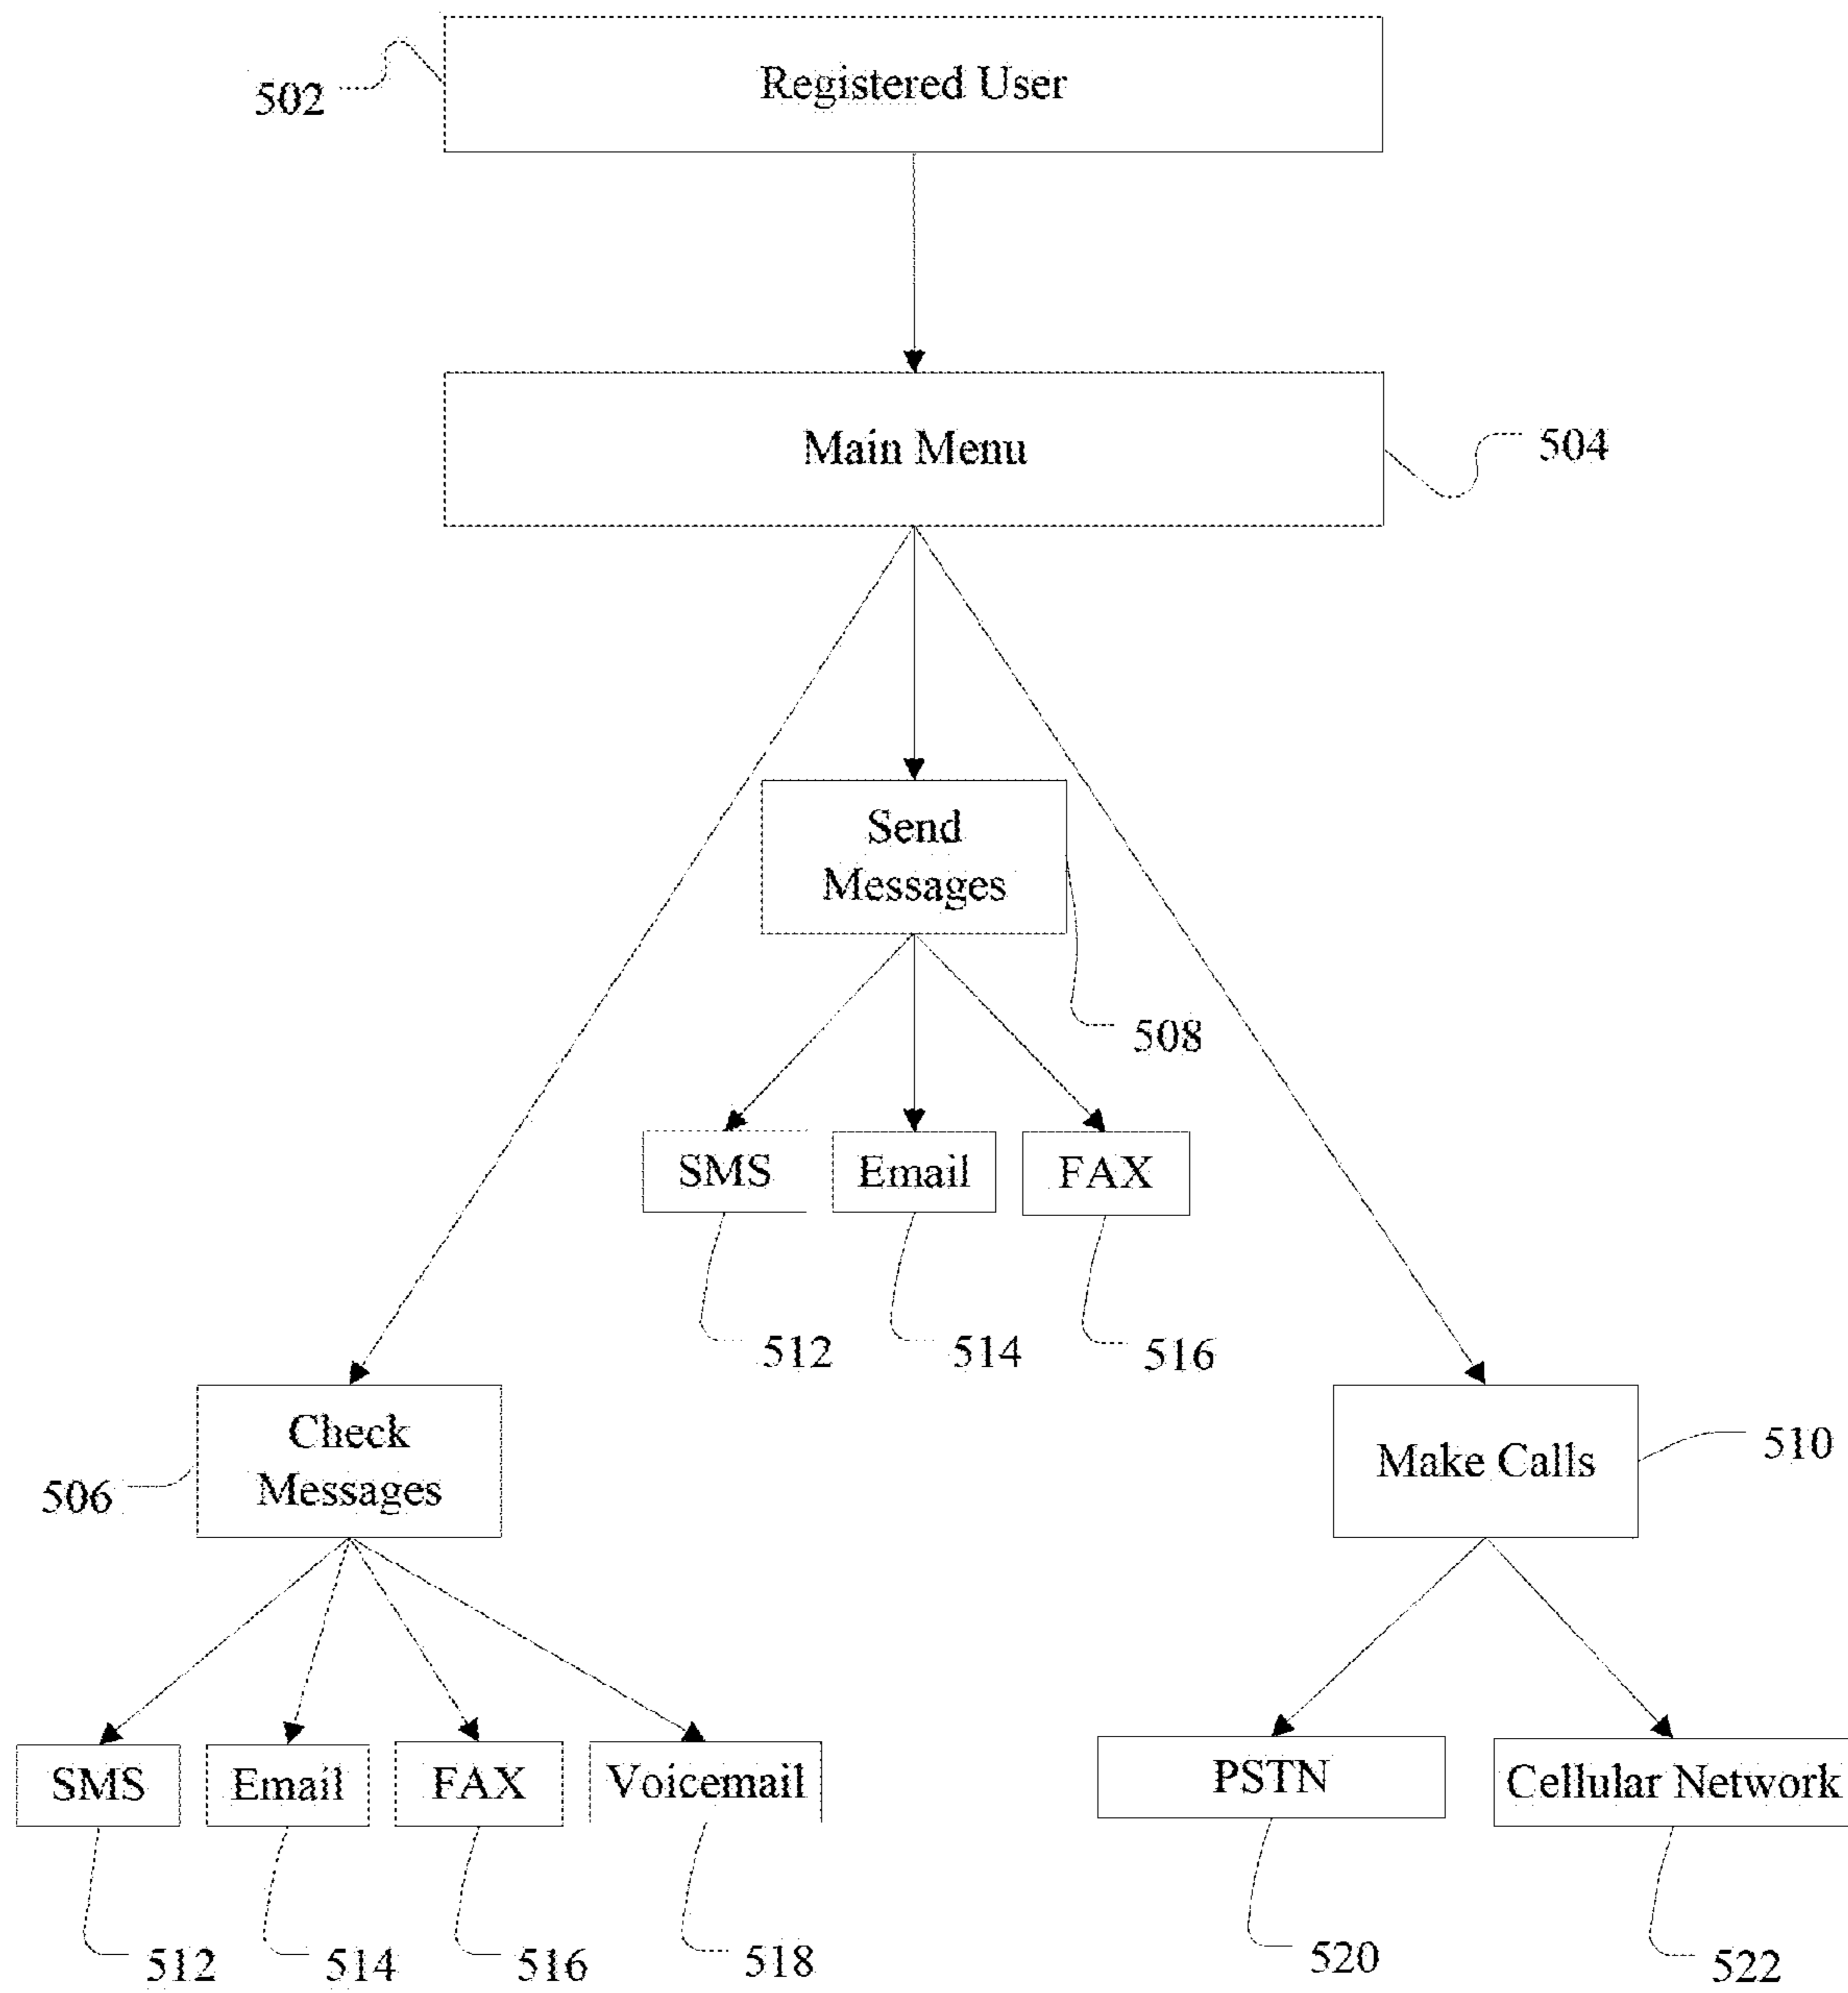 Registered User
502
Main Menu
504
Send
Messages
508
SMS
Email
FAX
512
514
516
Check
Messages
506
Make Calls
510
SMS
Email
FAX
Voicemail
PSTN
Cellular Network
512
514
516
518
520
522